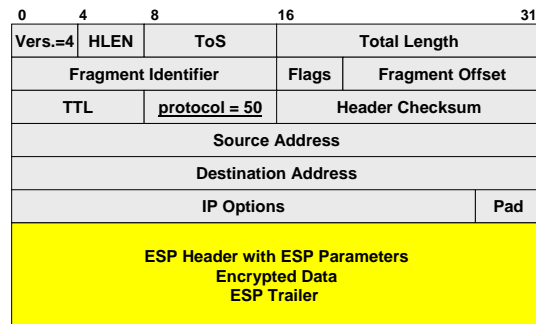 0 4 8 16 31
Vers.=4 HLEN ToS Total Length
Fragment Identifier Flags Fragment Offset
TTL protocol = 50 Header Checksum
Source Address
Destination Address
IP Options Pad
ESP Header with ESP Parameters
Encrypted Data
ESP Trailer